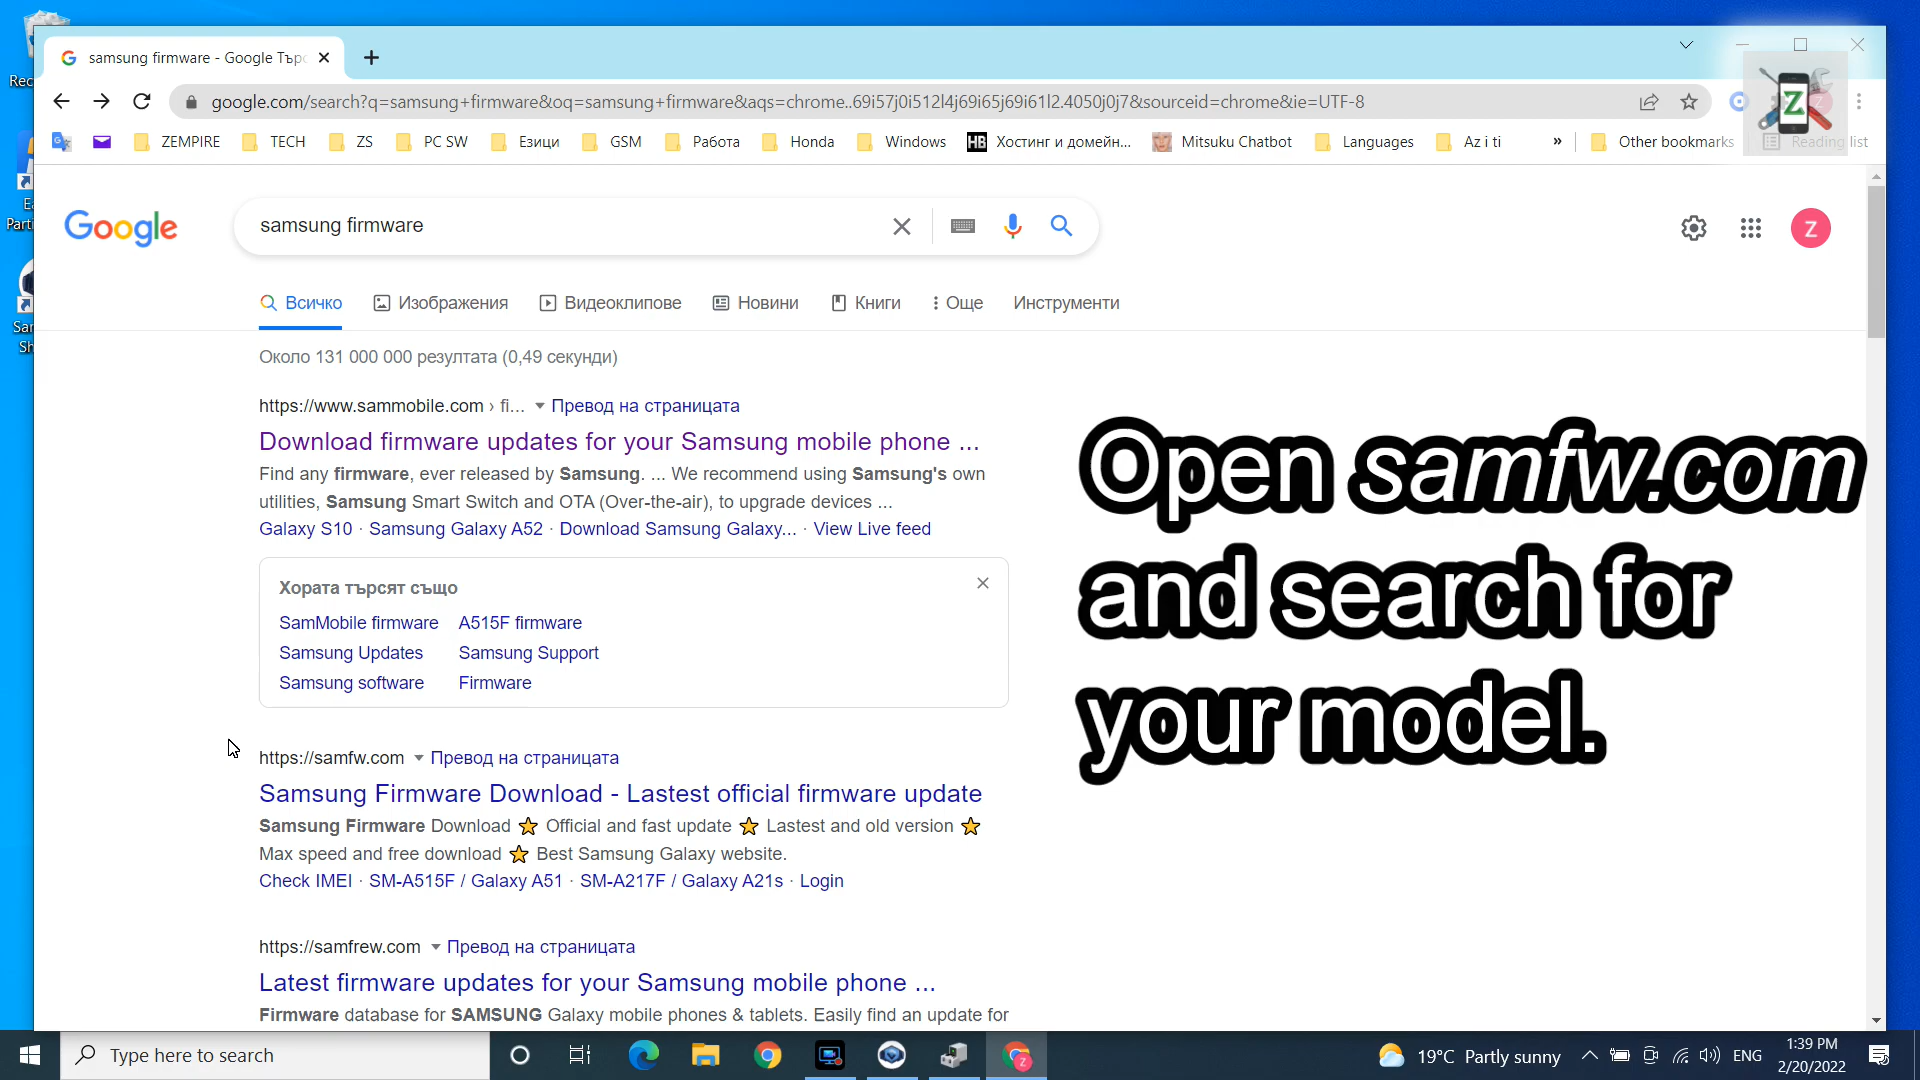 samsung firmware - Google Търс
google.com/search?q=samsung+firmware&oq=samsung+firmware&aqs=chrome..69i57j0i512l4j69i65j69i61l2.4050j0j7&sourceid=chrome&ie=UTF-8
ZEMPIRE TECH ZS PC SW Езици GSM Работа Honda Windows HB Хостинг и домейн... Mitsuku Chatbot Languages Az i ti » Other bookmarks Reading list
Z
Google
samsung firmware
Z
Всичко Изображения Видеоклипове Новини Книги Още Инструменти
Около 131 000 000 резултата (0,49 секунди)
https://www.sammobile.com › fi... Превод на страницата
Download firmware updates for your Samsung mobile phone ...
Find any firmware, ever released by Samsung. ... We recommend using Samsung's own
utilities, Samsung Smart Switch and OTA (Over-the-air), to upgrade devices ...
Galaxy S10 · Samsung Galaxy A52 · Download Samsung Galaxy... · View Live feed
Хората търсят също
SamMobile firmware A515F firmware
Samsung Updates Samsung Support
Samsung software Firmware
https://samfw.com Превод на страницата
Samsung Firmware Download - Lastest official firmware update
Samsung Firmware Download ⭐ Official and fast update ⭐ Lastest and old version ⭐
Max speed and free download ⭐ Best Samsung Galaxy website.
Check IMEI · SM-A515F / Galaxy A51 · SM-A217F / Galaxy A21s · Login
https://samfrew.com Превод на страницата
Latest firmware updates for your Samsung mobile phone ...
Firmware database for SAMSUNG Galaxy mobile phones & tablets. Easily find an update for
Open samfw.com
and search for
your model.
Type here to search
19°C Partly sunny
ENG
1:39 PM
2/20/2022